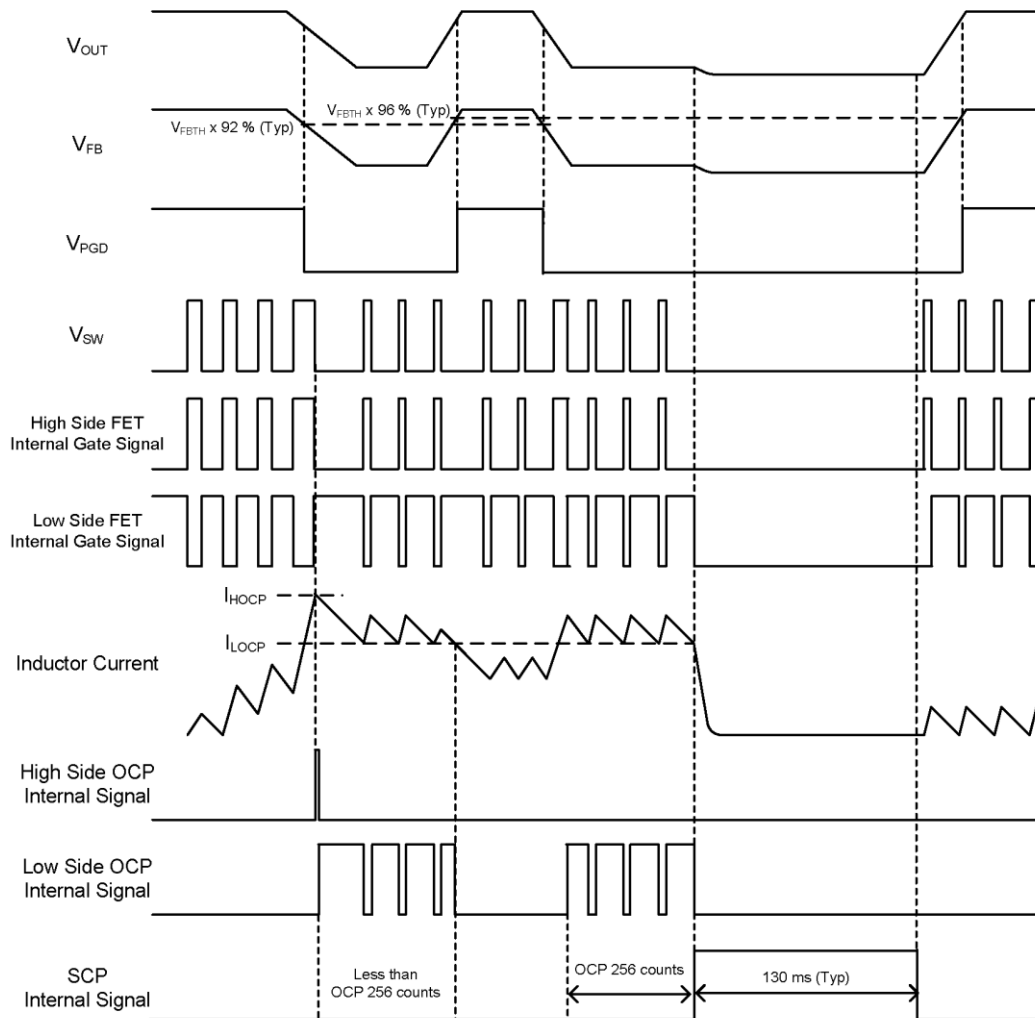 VOUT
VFBTH x 96 % (Typ)
VFBTH x 92 % (Typ)
VFB
VPGD
VSW
High Side FET
Internal Gate Signal
Low Side FET
Internal Gate Signal
IHOCP
ILOCP
Inductor Current
High Side OCP
Internal Signal
Low Side OCP
Internal Signal
SCP
Internal Signal
Less than
OCP 256 counts
OCP 256 counts
130 ms (Typ)